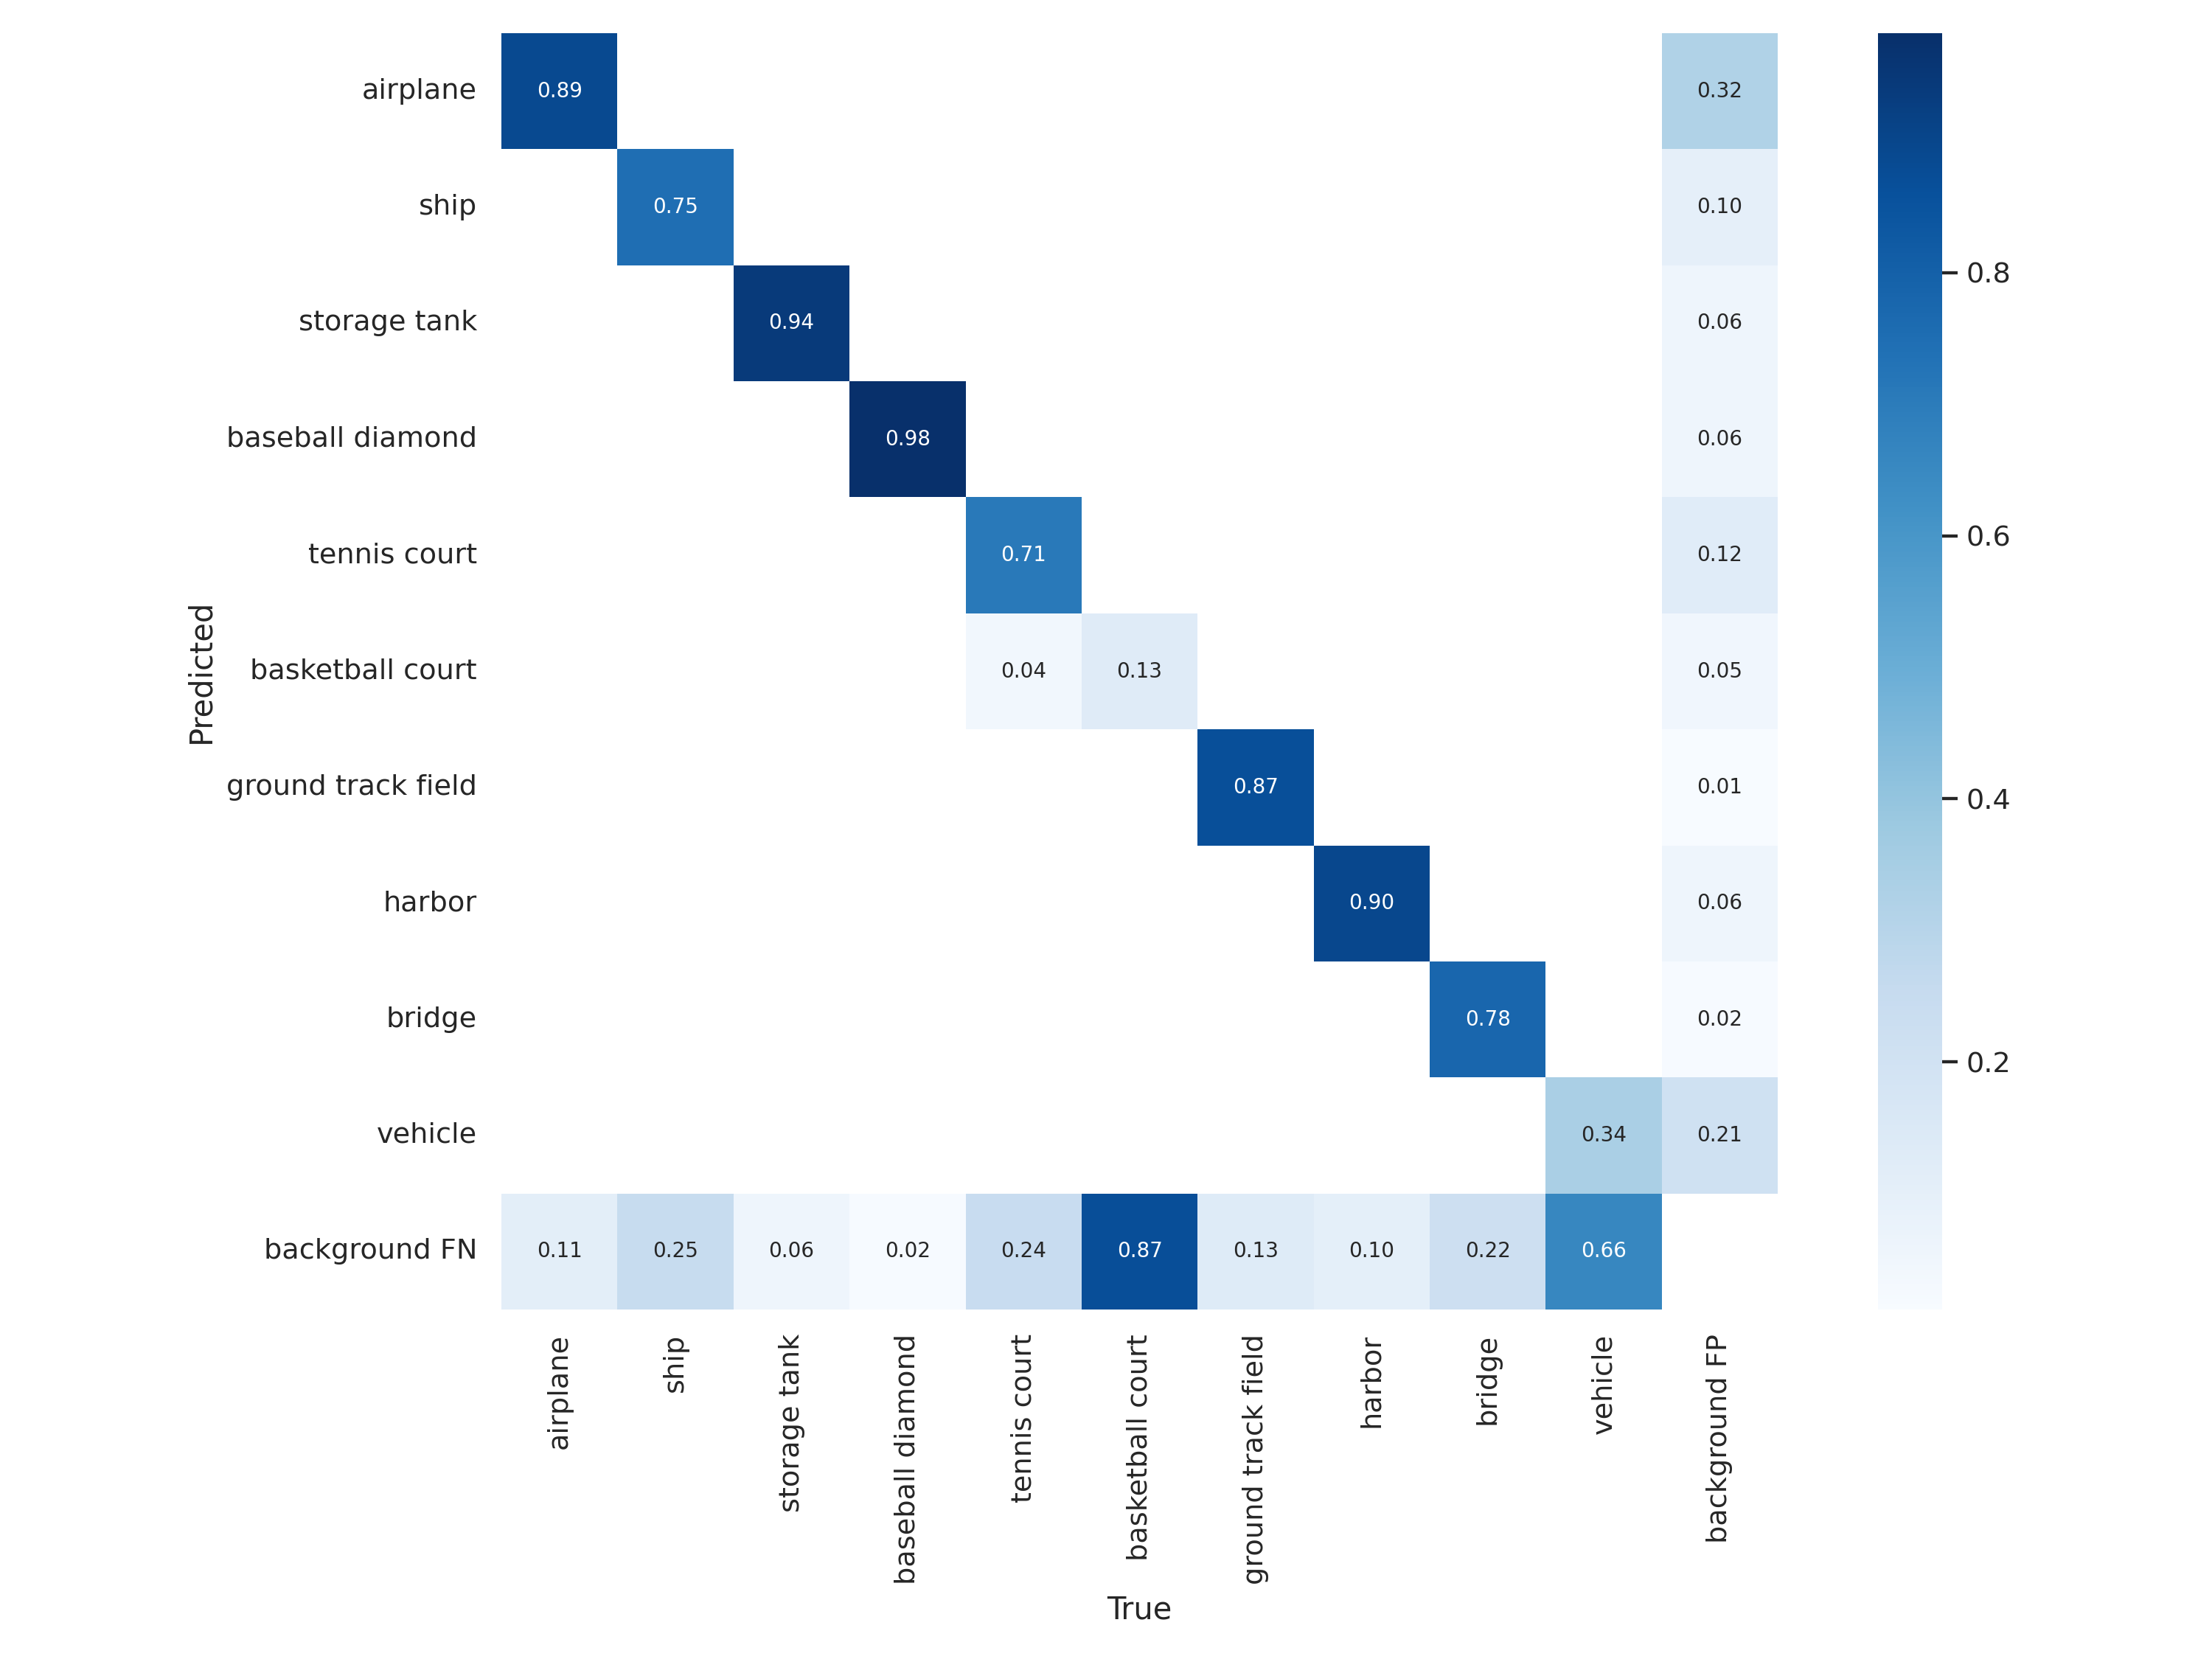 airplane 0.89 0.32
ship 0.75 0.10
storage tank 0.94 0.06
baseball diamond 0.98 0.06
tennis court 0.71 0.12
basketball court 0.04 0.13 0.05
ground track field 0.87 0.01
harbor 0.90 0.06
bridge 0.78 0.02
vehicle 0.34 0.21
background FN 0.11 0.25 0.06 0.02 0.24 0.87 0.13 0.10 0.22 0.66
Predicted
airplane
ship
storage tank
baseball diamond
tennis court
basketball court
ground track field
harbor
bridge
vehicle
background FP
True
0.8
0.6
0.4
0.2